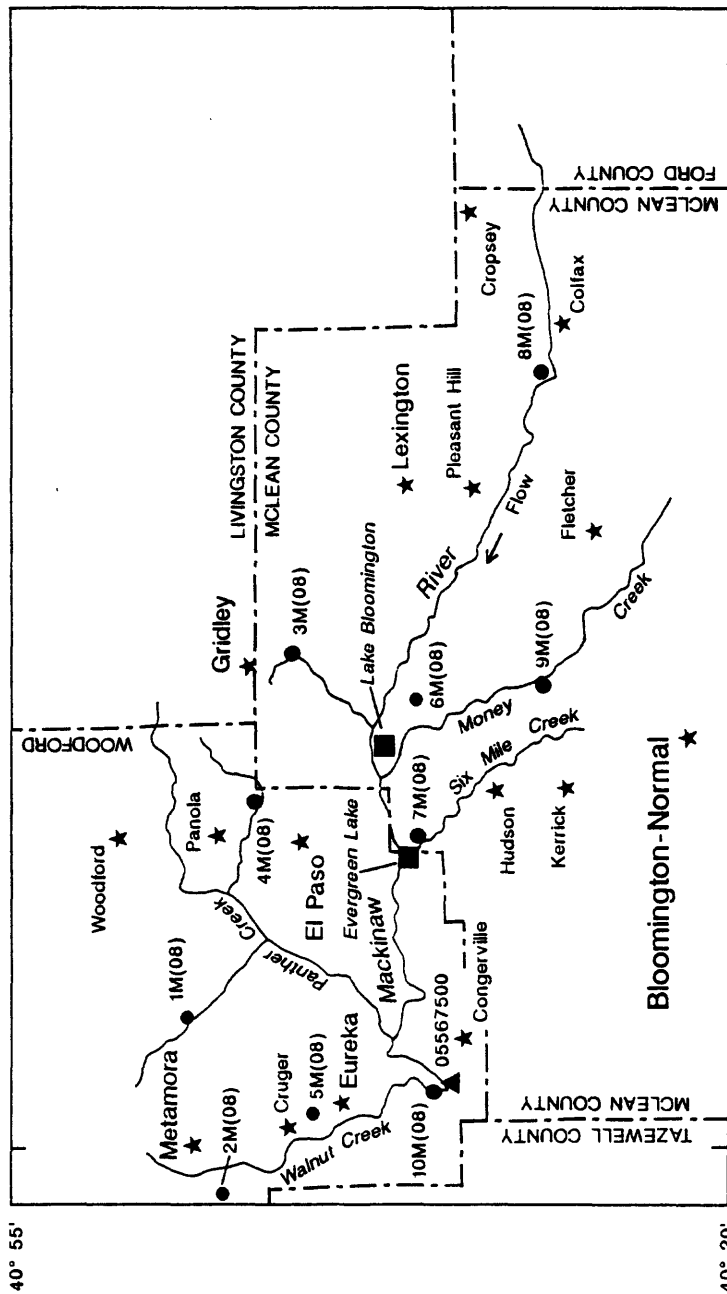 40° 55'
40° 30'
Metamora
2M(08)
1M(08)
Woodford
Panola
4M(08)
Creek
Panther
El Paso
Cruger
5M(08)
Eureka
Walnut Creek
10M(08)
05567500
Congerville
Mackinaw
Evergreen Lake
7M(08)
Hudson
Kerrick
Six Mile Creek
Bloomington-Normal
TAZEWELL COUNTY
MCLEAN COUNTY
WOODFORD
Gridley
LIVINGSTON COUNTY
MCLEAN COUNTY
3M(08)
Lake Bloomington
6M(08)
Money
Creek
9M(08)
River
Flow
Lexington
Pleasant Hill
Fletcher
8M(08)
Colfax
Cropsey
MCLEAN COUNTY
FORD COUNTY